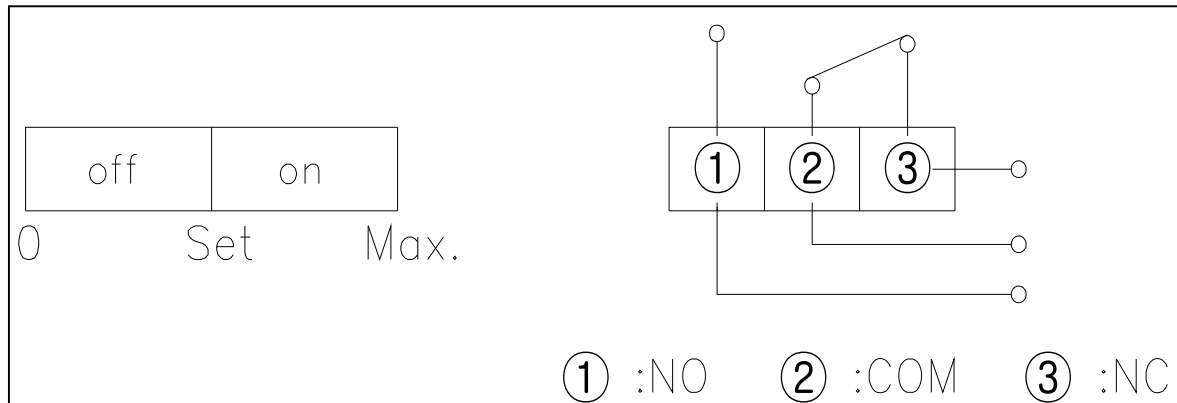 off on
0 Set Max.
① ② ③
① :NO ② :COM ③ :NC